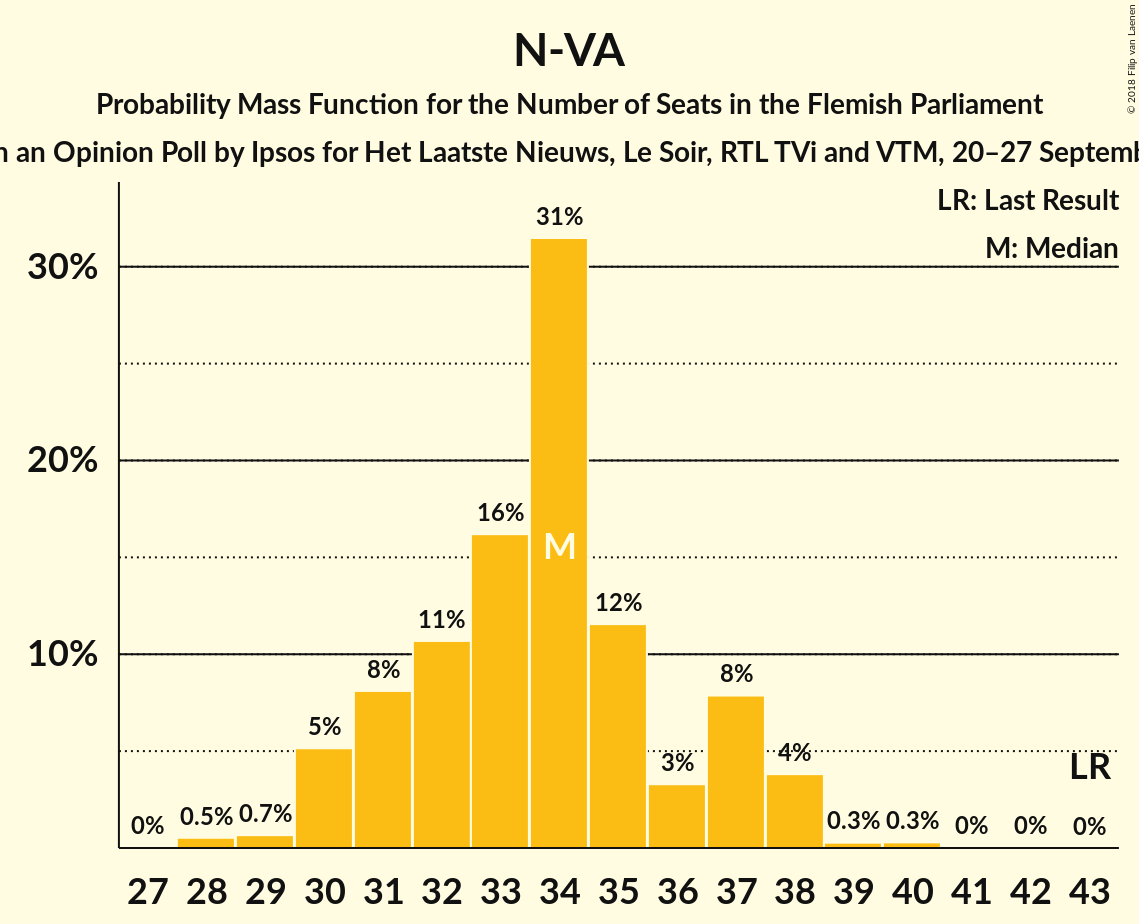 N-VA
Probability Mass Function for the Number of Seats in the Flemish Parliament
an Opinion Poll by Ipsos for Het Laatste Nieuws, Le Soir, RTL TVi and VTM, 20–27
© 2018 Filip van Laenen
LR: Last Result
M: Median
30%
20%
10%
0%
0.5%
0.7%
5%
8%
11%
16%
31%
M
12%
3%
8%
4%
0.3%
0.3%
0%
0%
0%
LR
27 28 29 30 31 32 33 34 35 36 37 38 39 40 41 42 43